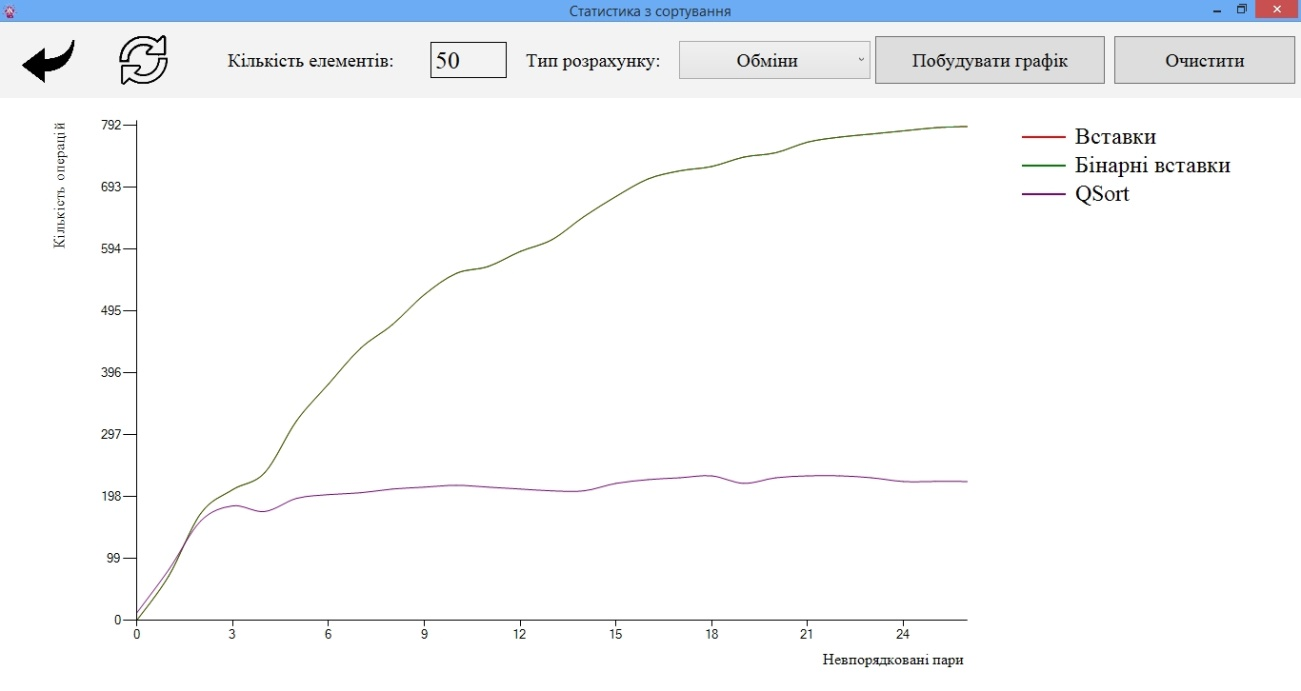 Статистика з сортування
Кількість елементів:
50
Тип розрахунку:
Обміни
Побудувати графік
Очистити
Кількість операцій
792
693
594
495
396
297
198
99
0
0 3 6 9 12 15 18 21 24
Невпорядковані пари
Вставки
Бінарні вставки
QSort